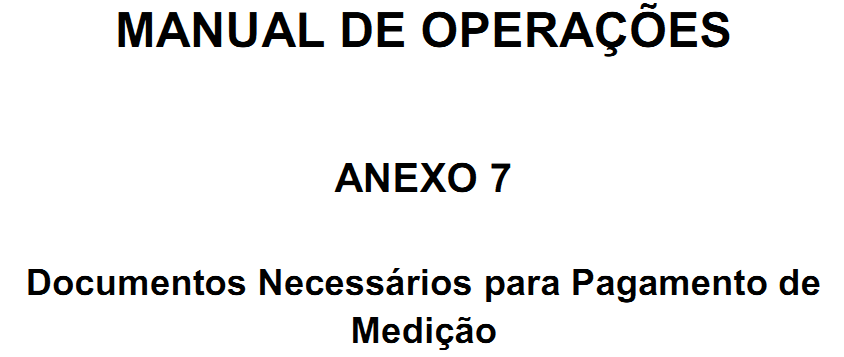 MANUAL DE OPERAÇÕES
ANEXO 7
Documentos Necessários para Pagamento de
Medição